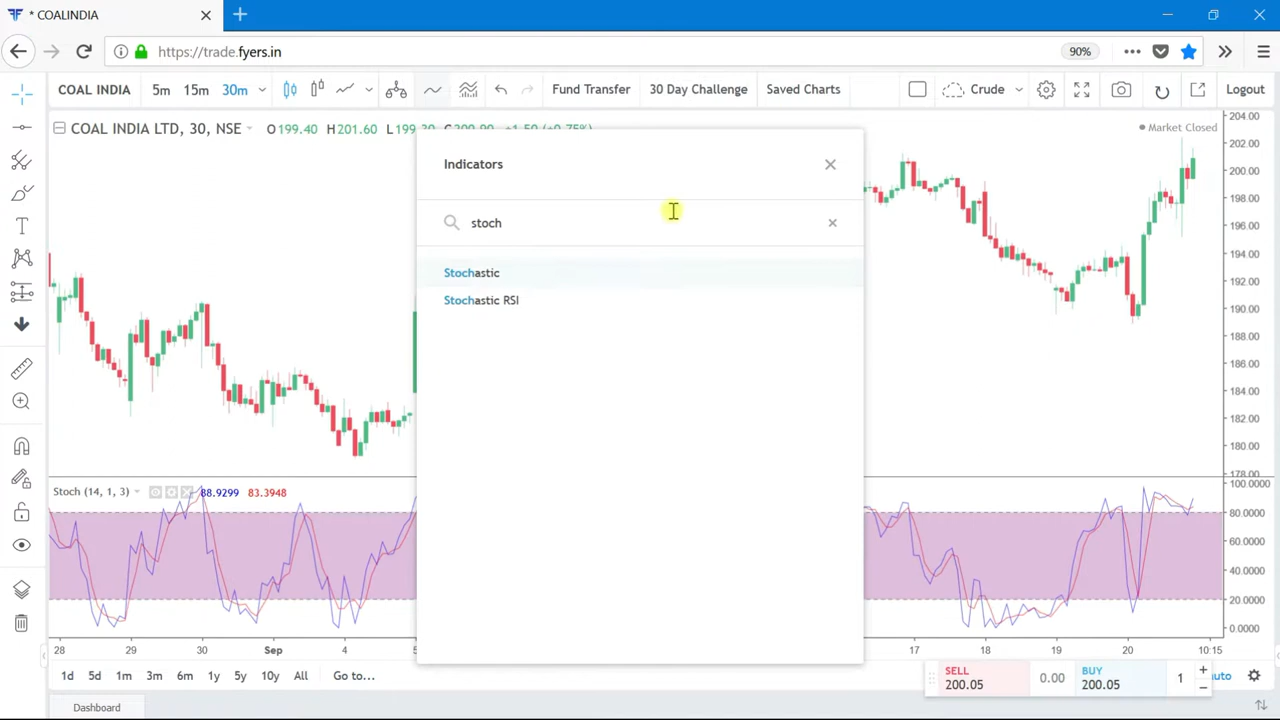 * COALINDIA
https://trade.fyers.in
90%
COAL INDIA
5m
15m
30m
Fund Transfer
30 Day Challenge
Saved Charts
Crude
Logout
COAL INDIA LTD, 30, NSE
O199.40 H201.60
Market Closed
Indicators
stoch
Stochastic
Stochastic RSI
204.00
202.00
200.00
198.00
196.00
194.00
192.00
190.00
188.00
186.00
184.00
182.00
180.00
178.00
Stoch (14, 1, 3)
88.9299
83.3948
100.0000
80.0000
60.0000
40.0000
20.0000
0.0000
28
29
30
Sep
4
17
18
19
20
10:15
1d
5d
1m
3m
6m
1y
5y
10y
All
Go to...
SELL
200.05
0.00
BUY
200.05
1
+
−
auto
Dashboard